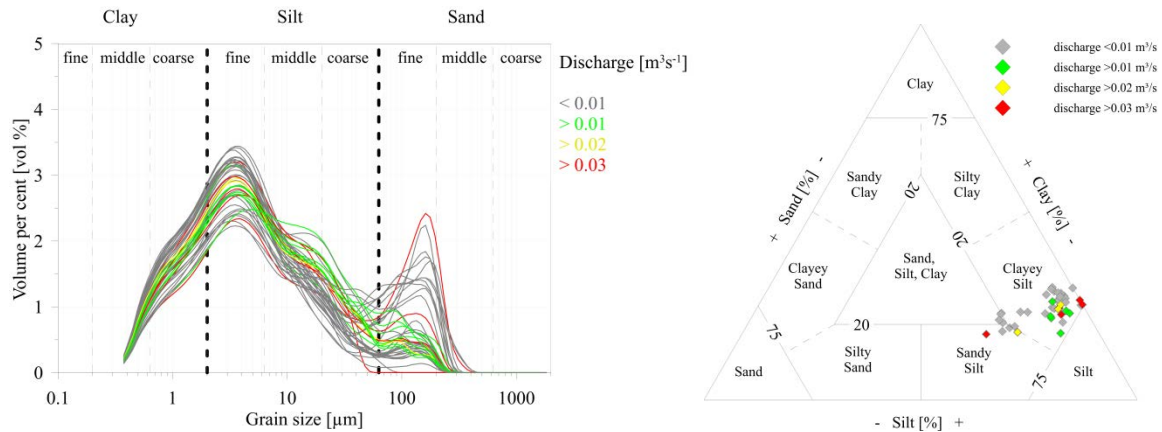 Clay Silt Sand
fine middle coarse fine middle coarse fine middle coarse
5
4
3
2
1
0
Volume per cent [vol %]
0.1 1 10 100 1000
Grain size [µm]
Discharge [m³s⁻¹]
< 0.01
> 0.01
> 0.02
> 0.03
discharge <0.01 m³/s
discharge >0.01 m³/s
discharge >0.02 m³/s
discharge >0.03 m³/s
Clay
75
+ Sand [%] -
+ Clay [%] -
Sandy
Clay
Silty
Clay
20
20
Sand,
Silt, Clay
Clayey
Sand
Clayey
Silt
75
20
Sand
Silty
Sand
Sandy
Silt
75
Silt
- Silt [%] +